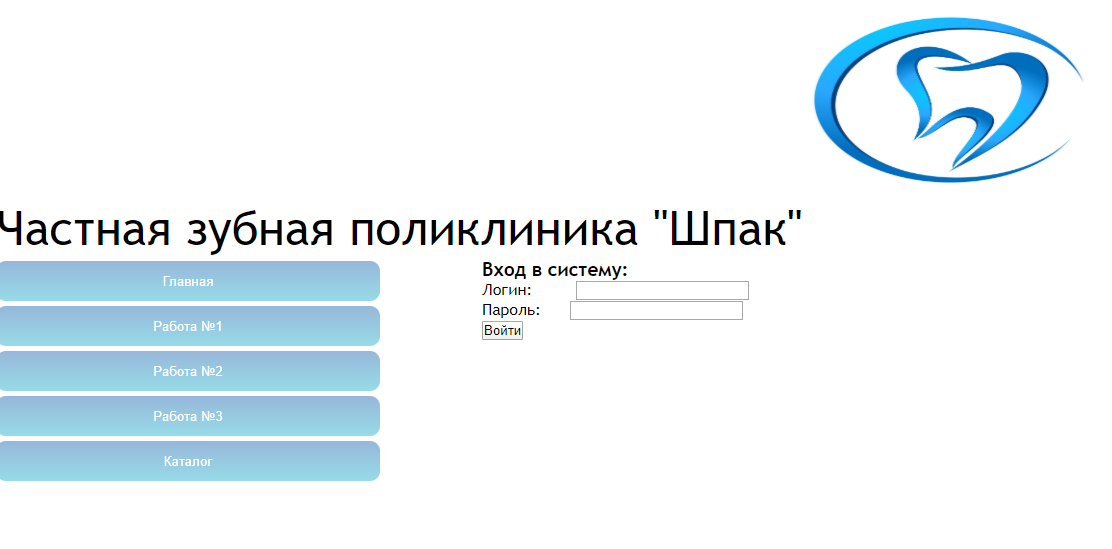 Частная зубная поликлиника "Шпак"
Главная
Работа №1
Работа №2
Работа №3
Каталог
Вход в систему:
Логин:
Пароль:
Войти